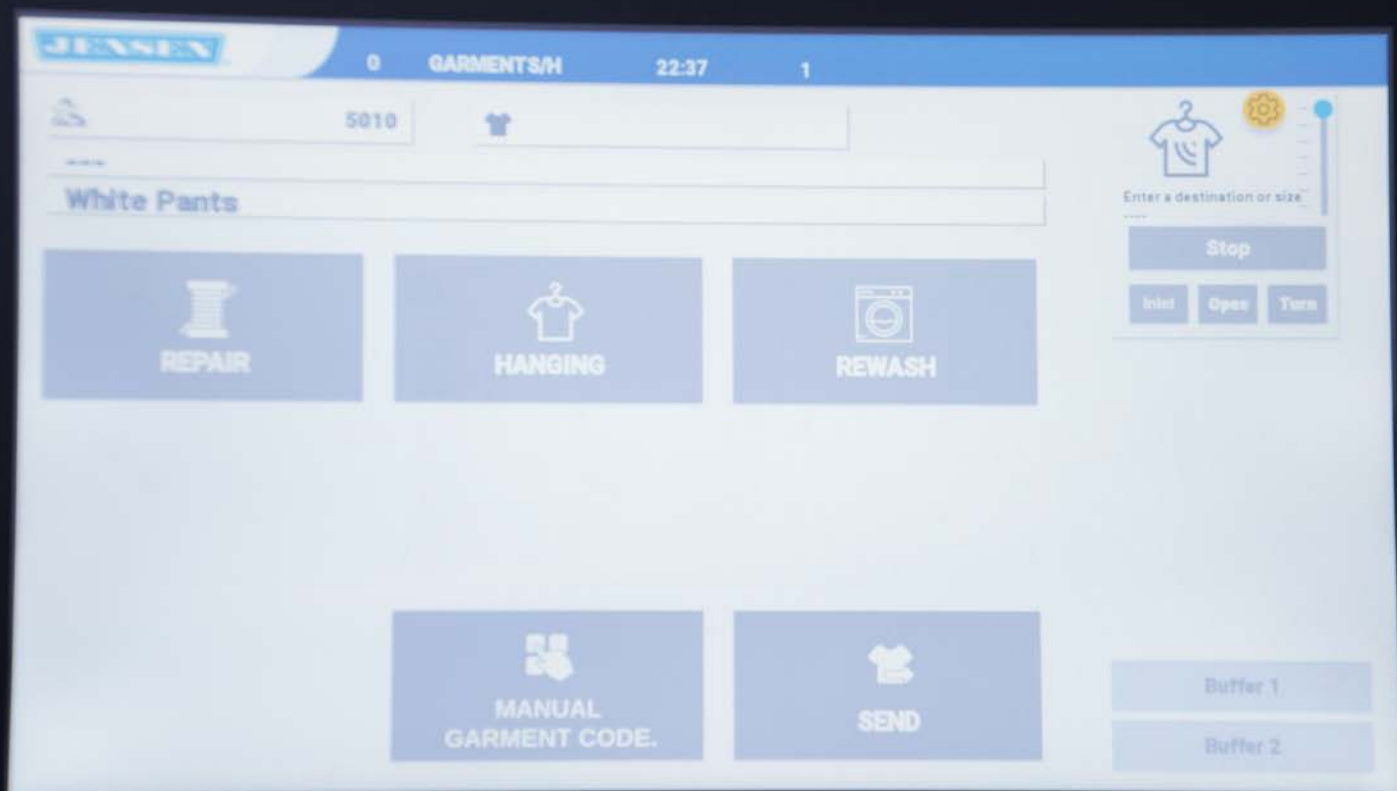 JENSEN
0 GARMENTS/H 22:37 1
5010
---
White Pants
Enter a destination or size
----
Stop
Inlet Open Turn
REPAIR
HANGING
REWASH
MANUAL
GARMENT CODE.
SEND
Buffer 1
Buffer 2